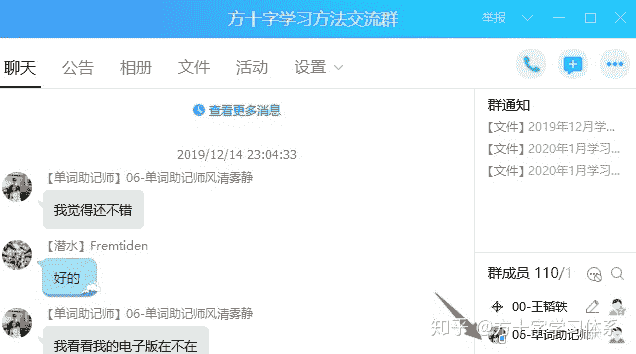 方十字学习方法交流群
举报
聊天 公告 相册 文件 活动 设置
查看更多消息
2019/12/14 23:04:33
【单词助记师】06-单词助记师风清雾静
我觉得还不错
【潜水】Fremtiden
好的
【单词助记师】06-单词助记师风清雾静
我看看我的电子版在不在
群通知
【文件】2019年12月学...
【文件】2020年1月学习...
【文件】2020年1月学习...
群成员 110/1
00-王韬轶
06-单词助记师
知乎 @方十字学习体系